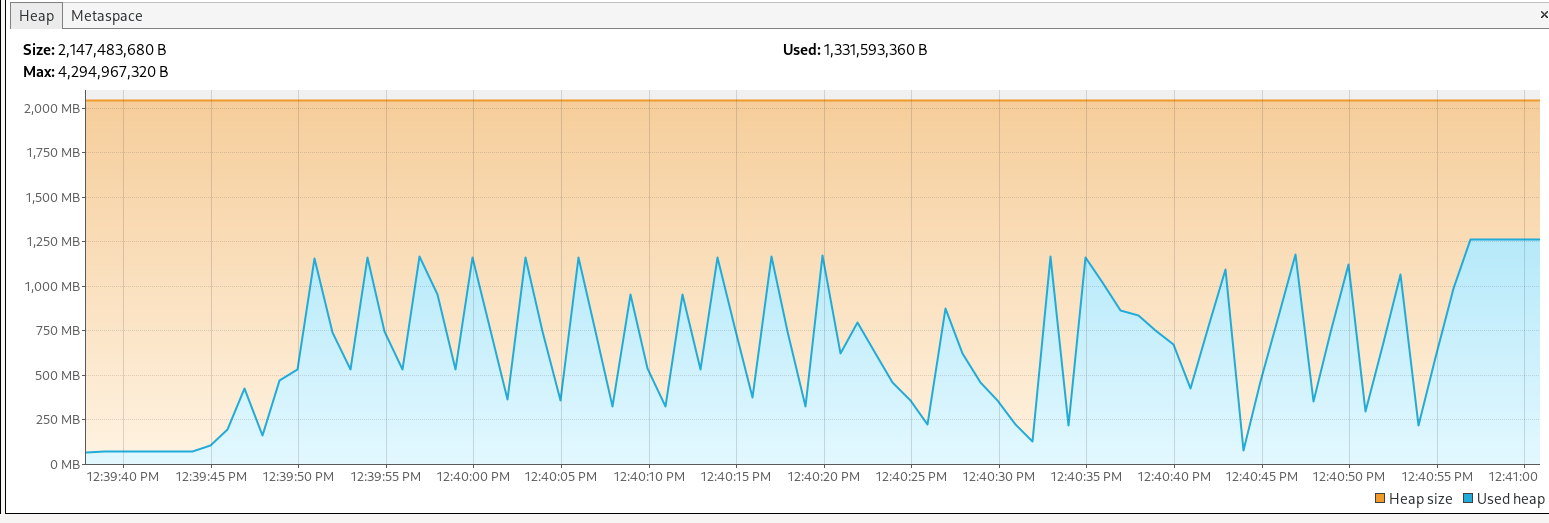 Heap Metaspace ×
Size: 2,147,483,680 B Used: 1,331,593,360 B
Max: 4,294,967,320 B
2,000 MB
1,750 MB
1,500 MB
1,250 MB
1,000 MB
750 MB
500 MB
250 MB
0 MB
12:39:40 PM 12:39:45 PM 12:39:50 PM 12:39:55 PM 12:40:00 PM 12:40:05 PM 12:40:10 PM 12:40:15 PM 12:40:20 PM 12:40:25 PM 12:40:30 PM 12:40:35 PM 12:40:40 PM 12:40:45 PM 12:40:50 PM 12:40:55 PM 12:41:00
Heap size Used heap